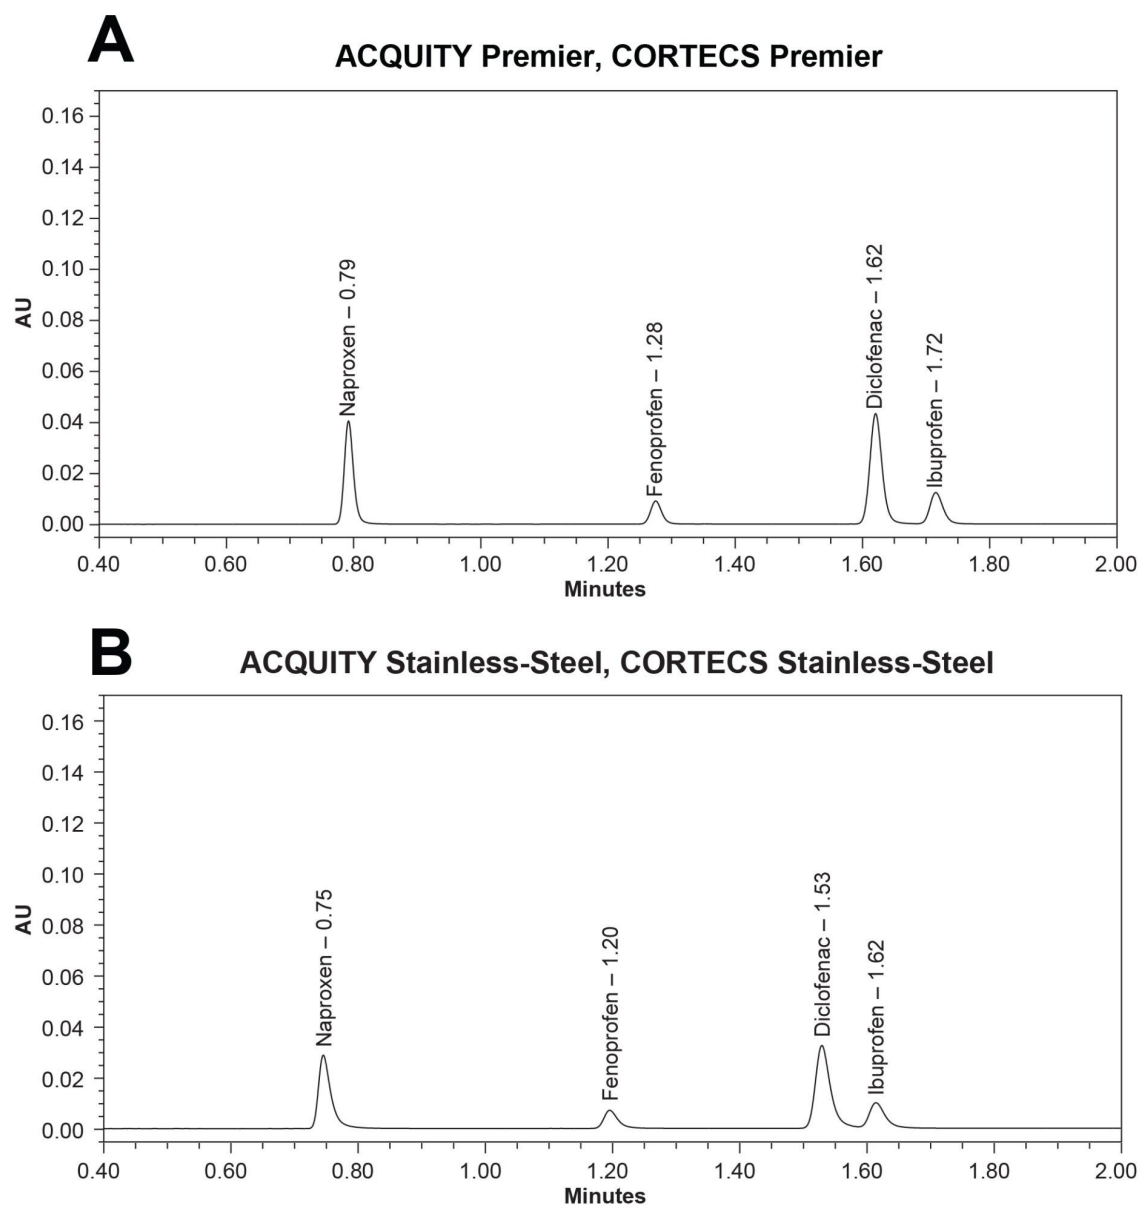 A
ACQUITY Premier, CORTECS Premier
AU
0.16
0.14
0.12
0.10
0.08
0.06
0.04
0.02
0.00
Naproxen – 0.79
Fenoprofen – 1.28
Diclofenac – 1.62
Ibuprofen – 1.72
0.40 0.60 0.80 1.00 1.20 1.40 1.60 1.80 2.00
Minutes
B
ACQUITY Stainless-Steel, CORTECS Stainless-Steel
AU
0.16
0.14
0.12
0.10
0.08
0.06
0.04
0.02
0.00
Naproxen – 0.75
Fenoprofen – 1.20
Diclofenac – 1.53
Ibuprofen – 1.62
0.40 0.60 0.80 1.00 1.20 1.40 1.60 1.80 2.00
Minutes